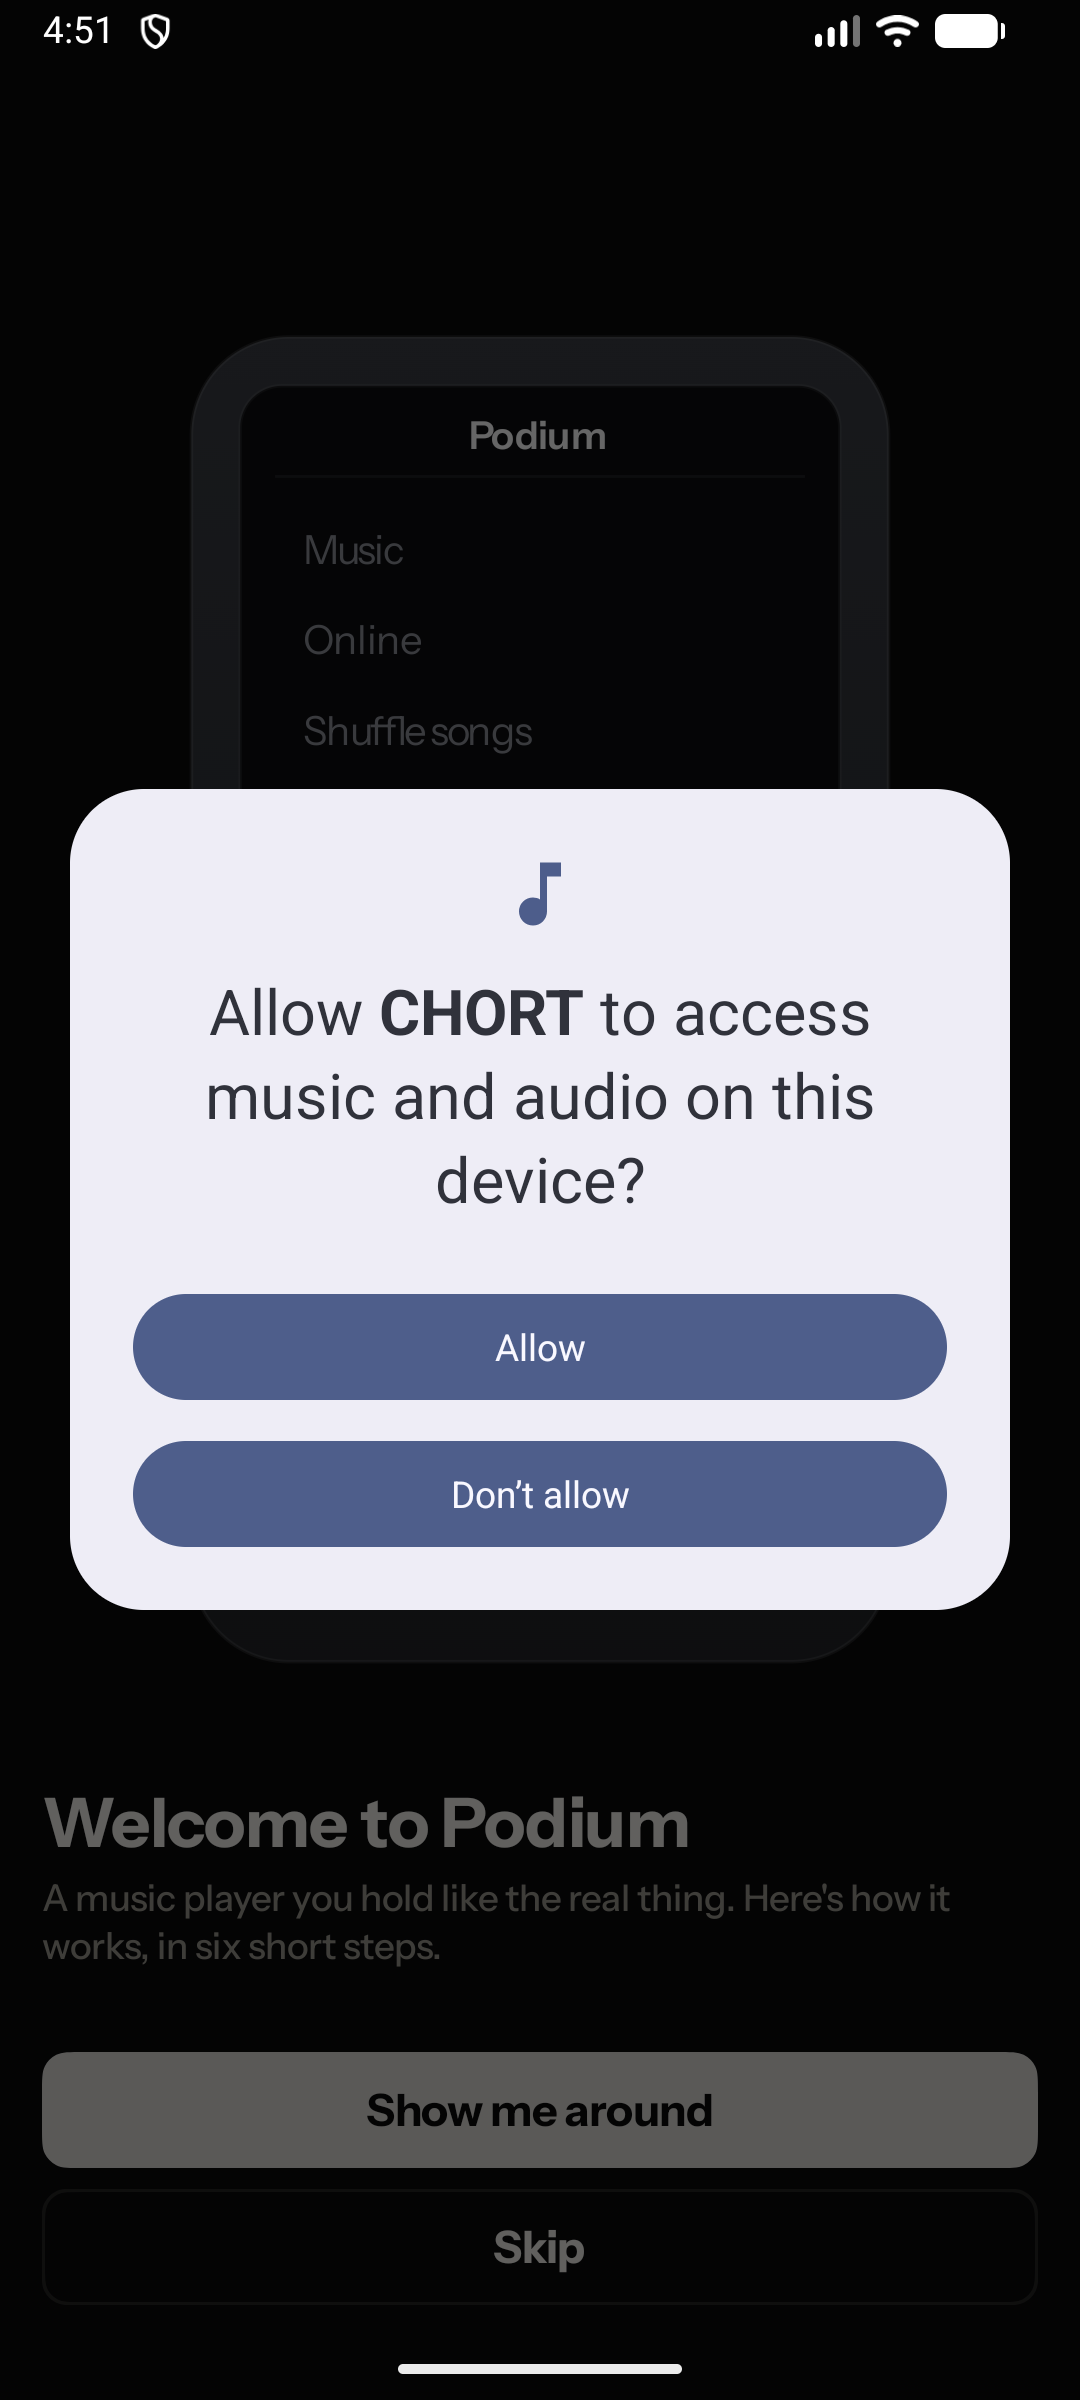 4:51
Podium
Music
Online
Shuffle songs
Allow CHORT to access
music and audio on this
device?
Allow
Don’t allow
Welcome to Podium
A music player you hold like the real thing. Here's how it
works, in six short steps.
Show me around
Skip